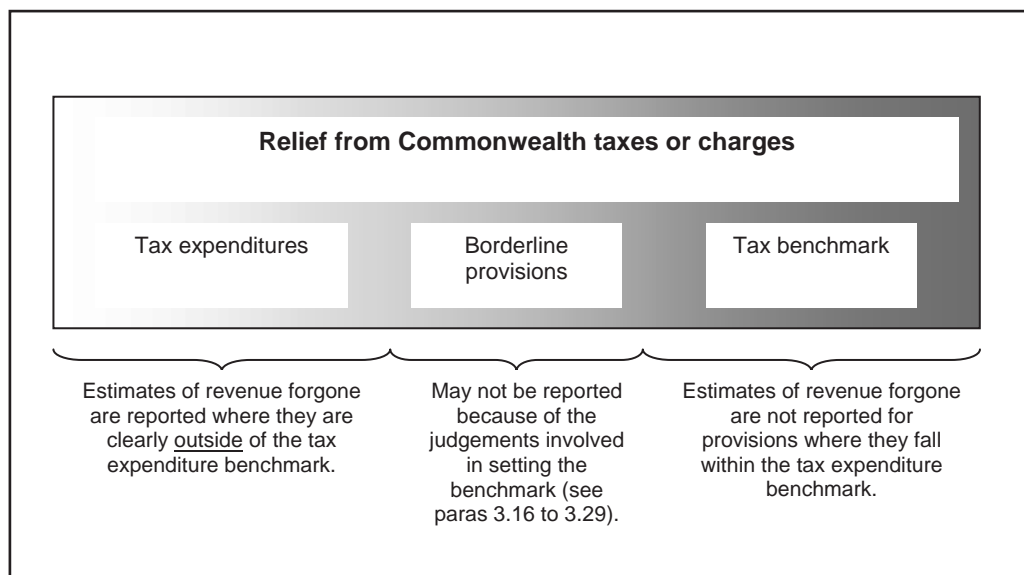 Relief from Commonwealth taxes or charges
Tax expenditures
Borderline
provisions
Tax benchmark
Estimates of revenue forgone
are reported where they are
clearly outside of the tax
expenditure benchmark.
May not be reported
because of the
judgements involved
in setting the
benchmark (see
paras 3.16 to 3.29).
Estimates of revenue forgone
are not reported for
provisions where they fall
within the tax expenditure
benchmark.